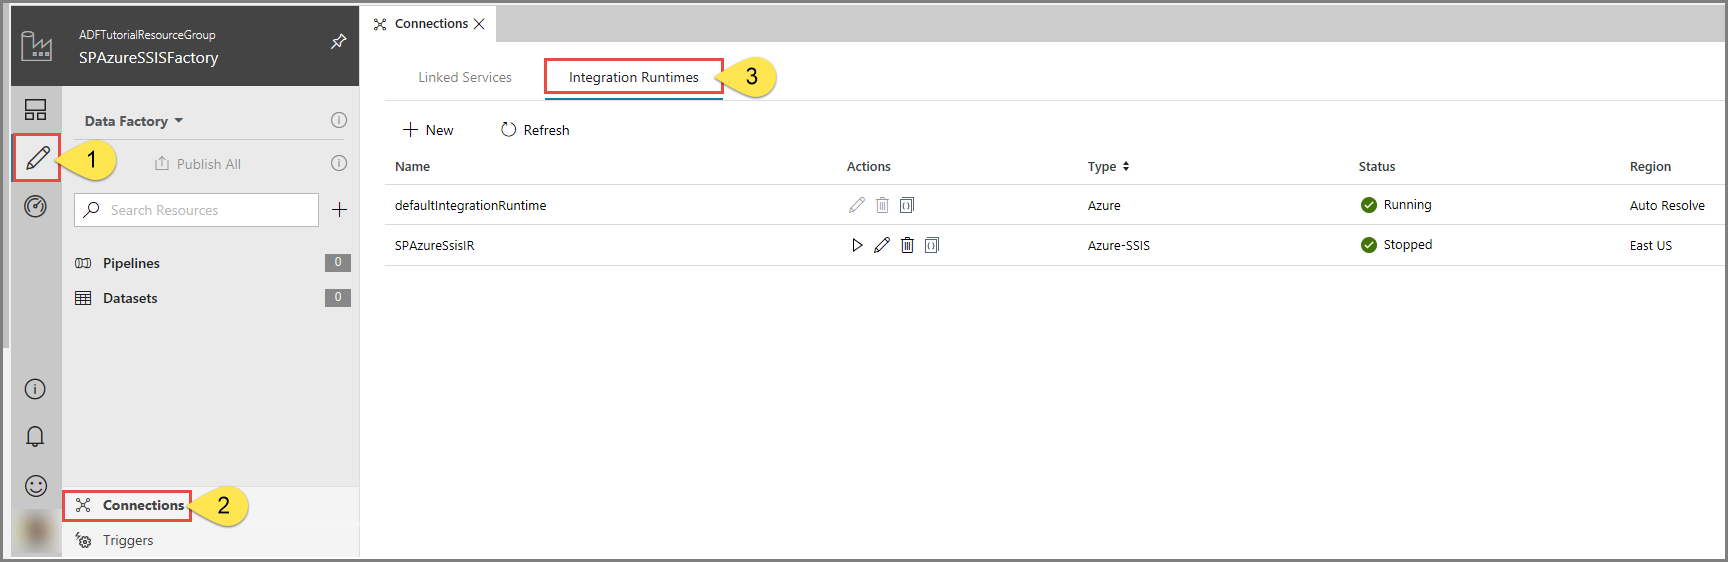 ADFTutorialResourceGroup
SPAzureSSISFactory
Connections
Linked Services
Integration Runtimes
3
Data Factory
New
Refresh
1
Publish All
Search Resources
Pipelines
0
Datasets
0
Connections
2
Triggers
Name Actions Type Status Region
defaultIntegrationRuntime Azure Running Auto Resolve
SPAzureSsisIR Azure-SSIS Stopped East US